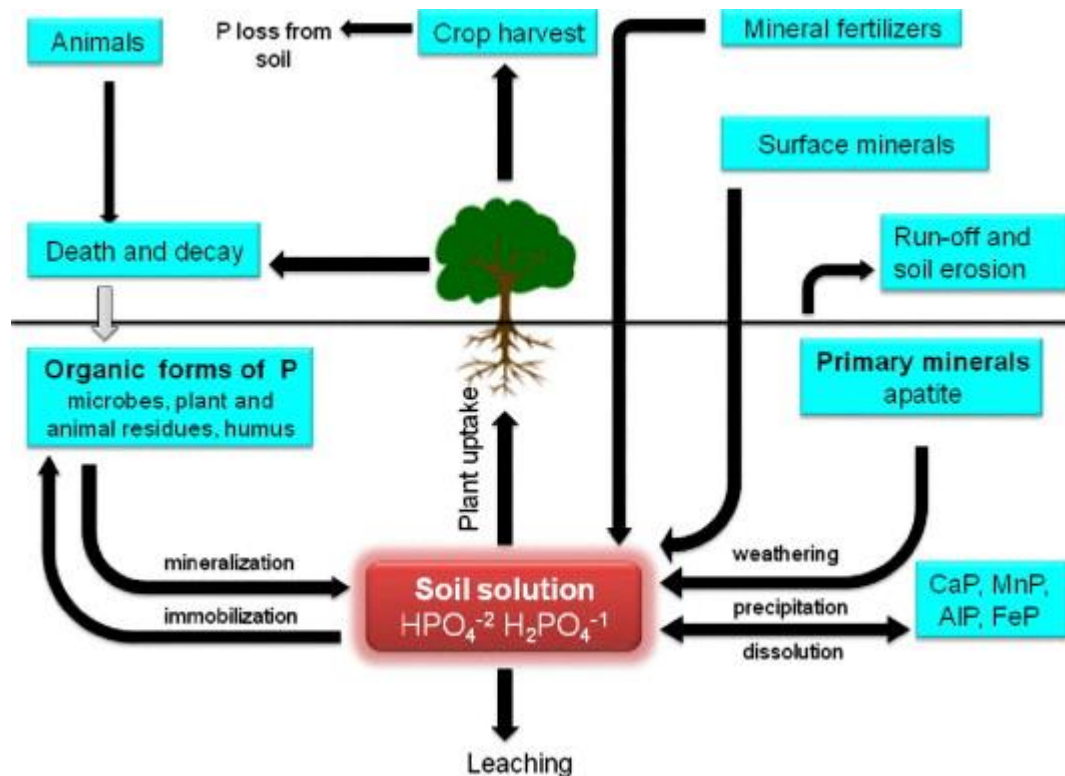 Animals
P loss from
soil
Crop harvest
Mineral fertilizers
Surface minerals
Death and decay
Run-off and
soil erosion
Organic forms of P
microbes, plant and
animal residues, humus
Plant uptake
Primary minerals
apatite
mineralization
immobilization
Soil solution
HPO₄⁻² H₂PO₄⁻¹
weathering
precipitation
dissolution
CaP, MnP,
AlP, FeP
Leaching